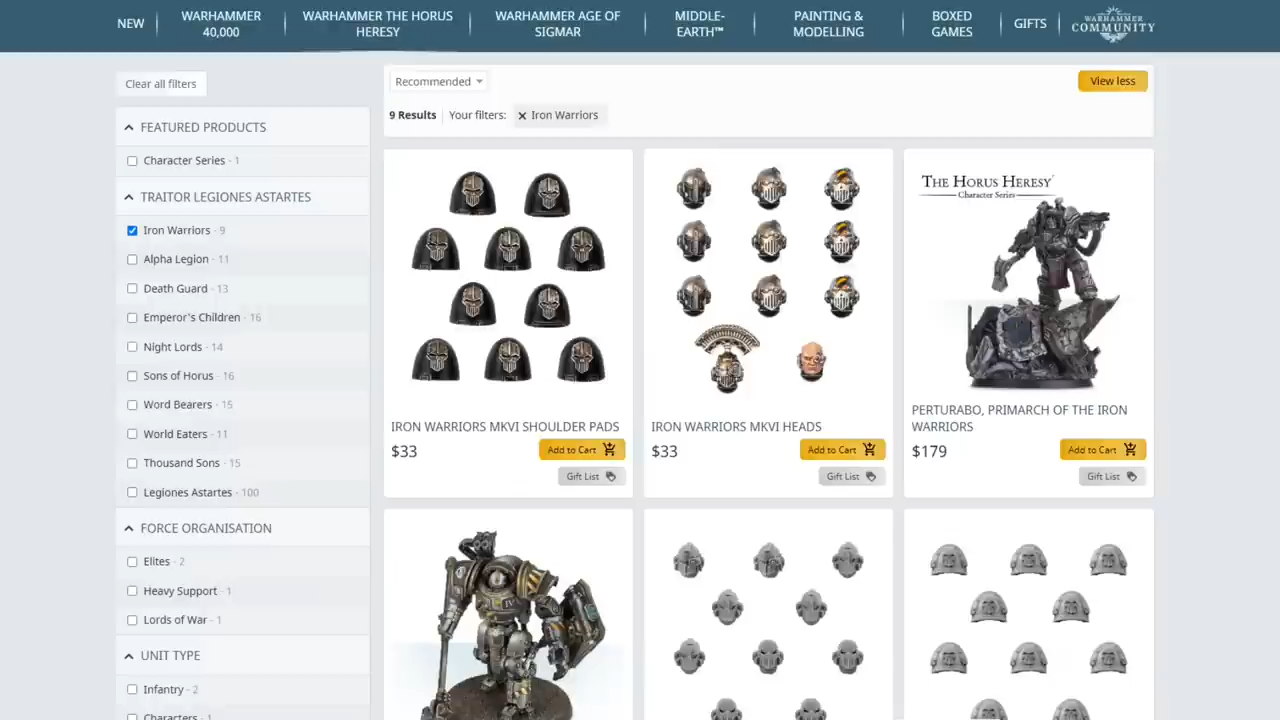 NEW
WARHAMMER
40,000
WARHAMMER THE HORUS
HERESY
WARHAMMER AGE OF
SIGMAR
MIDDLE-
EARTH™
PAINTING &
MODELLING
BOXED
GAMES
GIFTS
WARHAMMER
COMMUNITY
Clear all filters
FEATURED PRODUCTS
Character Series - 1
TRAITOR LEGIONES ASTARTES
Iron Warriors - 9
Alpha Legion - 11
Death Guard - 13
Emperor's Children - 16
Night Lords - 14
Sons of Horus - 16
Word Bearers - 15
World Eaters - 11
Thousand Sons - 15
Legiones Astartes - 100
FORCE ORGANISATION
Elites - 2
Heavy Support - 1
Lords of War - 1
UNIT TYPE
Infantry - 2
Characters - 1
Recommended
View less
9 Results
Your filters:
Iron Warriors
IRON WARRIORS MKVI SHOULDER PADS
$33
Add to Cart
Gift List
IRON WARRIORS MKVI HEADS
$33
Add to Cart
Gift List
THE HORUS HERESY
Character Series
PERTURABO, PRIMARCH OF THE IRON
WARRIORS
$179
Add to Cart
Gift List
IV